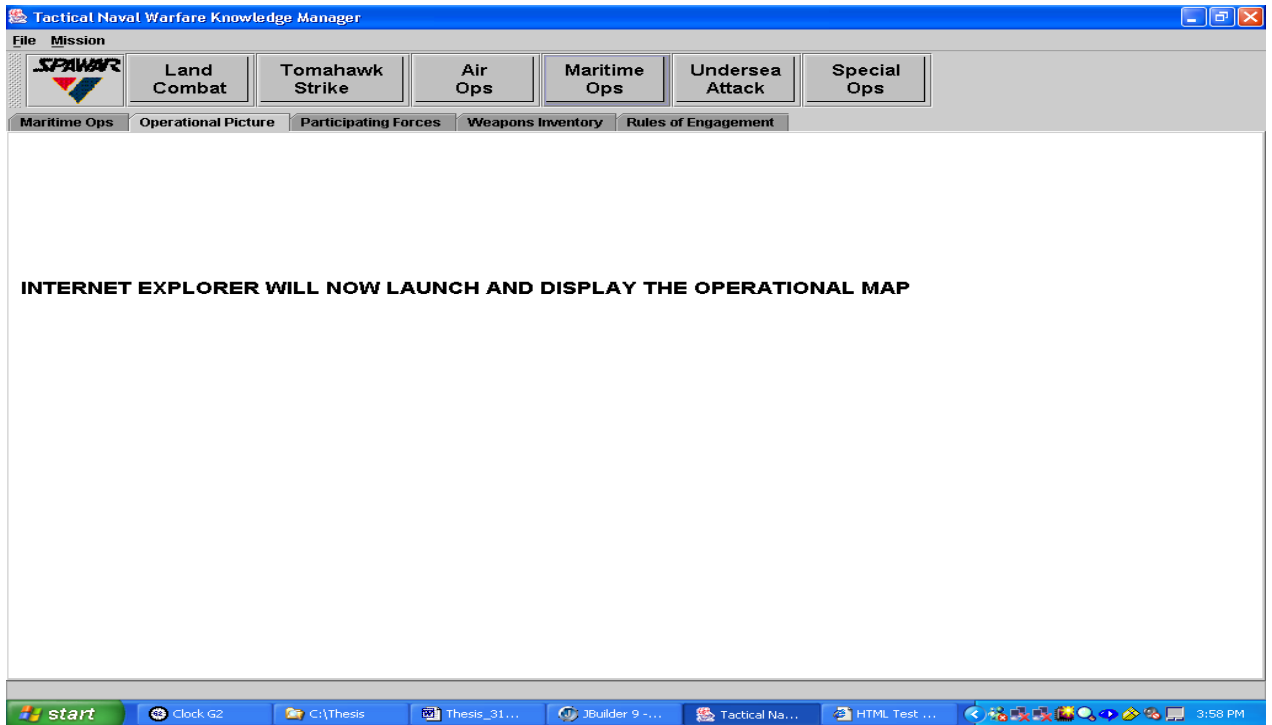 Tactical Naval Warfare Knowledge Manager
File Mission
SPAWAR
Land Combat
Tomahawk Strike
Air Ops
Maritime Ops
Undersea Attack
Special Ops
Maritime Ops Operational Picture Participating Forces Weapons Inventory Rules of Engagement
INTERNET EXPLORER WILL NOW LAUNCH AND DISPLAY THE OPERATIONAL MAP
start Clock G2 C:\Thesis Thesis_31... JBuilder 9 -... Tactical Na... HTML Test ... 3:58 PM